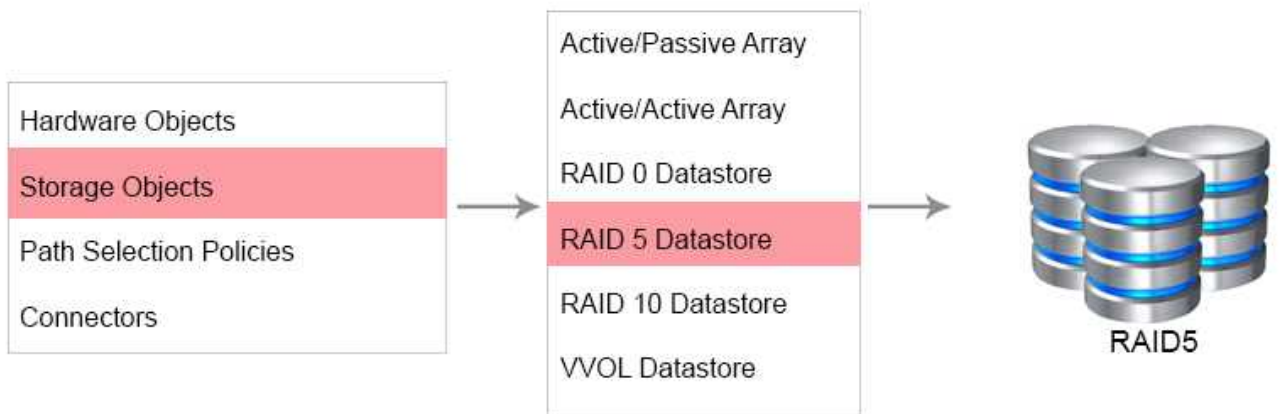 Hardware Objects
Storage Objects
Path Selection Policies
Connectors
Active/Passive Array
Active/Active Array
RAID 0 Datastore
RAID 5 Datastore
RAID 10 Datastore
VVOL Datastore
RAID5